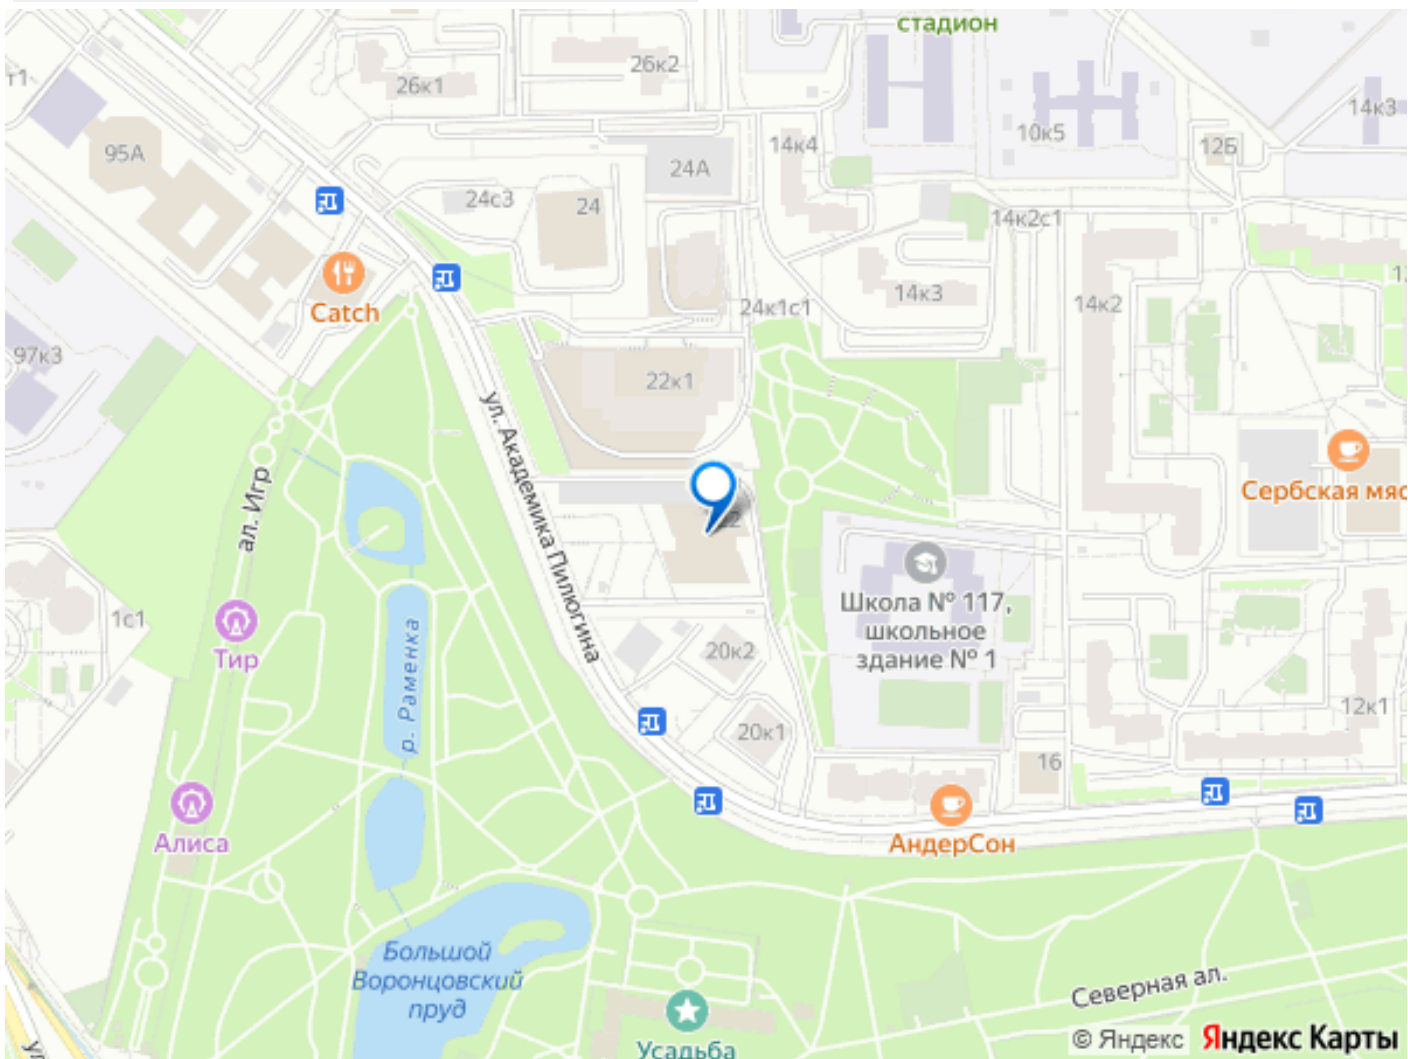 стадион
26к2
26к1
т1
14к3
10к5
12Б
14к4
95А
24А
24с3
24
14к2с1
14к3
24к1с1
14к2
Catch
97к3
22к1
ул. Академика Пилюгина
ал. Игр
Сербская мяс
Школа № 117,
школьное
здание № 1
1с1
Тир
р. Раменка
20к2
20к1
12к1
16
Алиса
АндерСон
Большой
Воронцовский
пруд
Северная ал.
Усадьба
© Яндекс Яндекс Карты